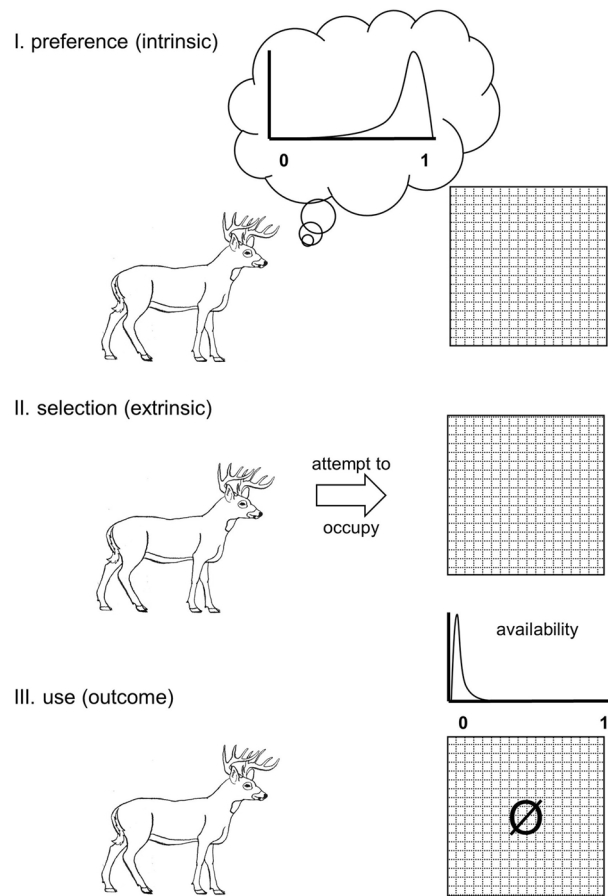 I. preference (intrinsic)
0 1
II. selection (extrinsic)
attempt to
occupy
availability
III. use (outcome)
0 1
Ø